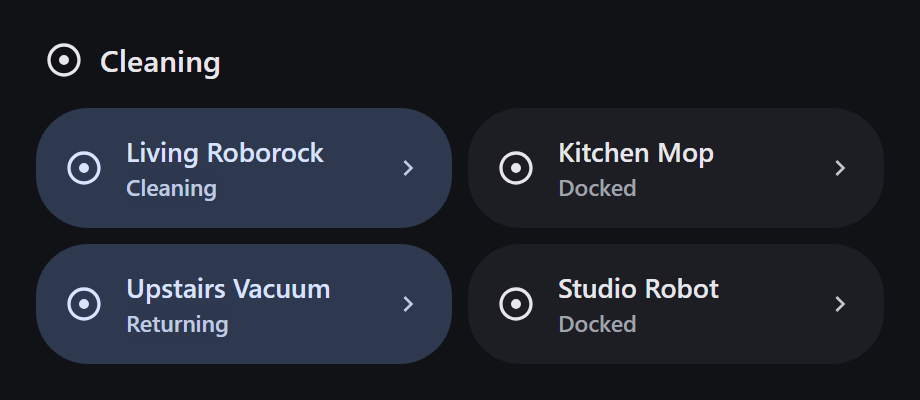 Cleaning
Living Roborock
Cleaning
Kitchen Mop
Docked
Upstairs Vacuum
Returning
Studio Robot
Docked